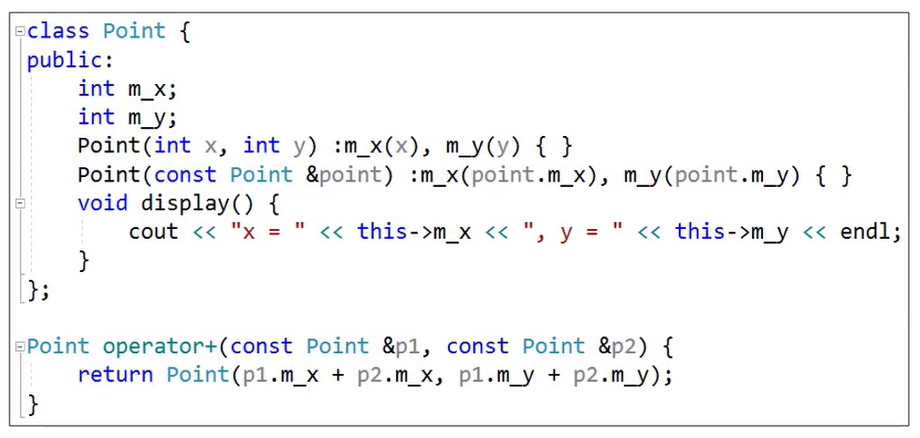 class Point {
public:
    int m_x;
    int m_y;
    Point(int x, int y) :m_x(x), m_y(y) { }
    Point(const Point &point) :m_x(point.m_x), m_y(point.m_y) { }
    void display() {
        cout << "x = " << this->m_x << ", y = " << this->m_y << endl;
    }
};

Point operator+(const Point &p1, const Point &p2) {
    return Point(p1.m_x + p2.m_x, p1.m_y + p2.m_y);
}